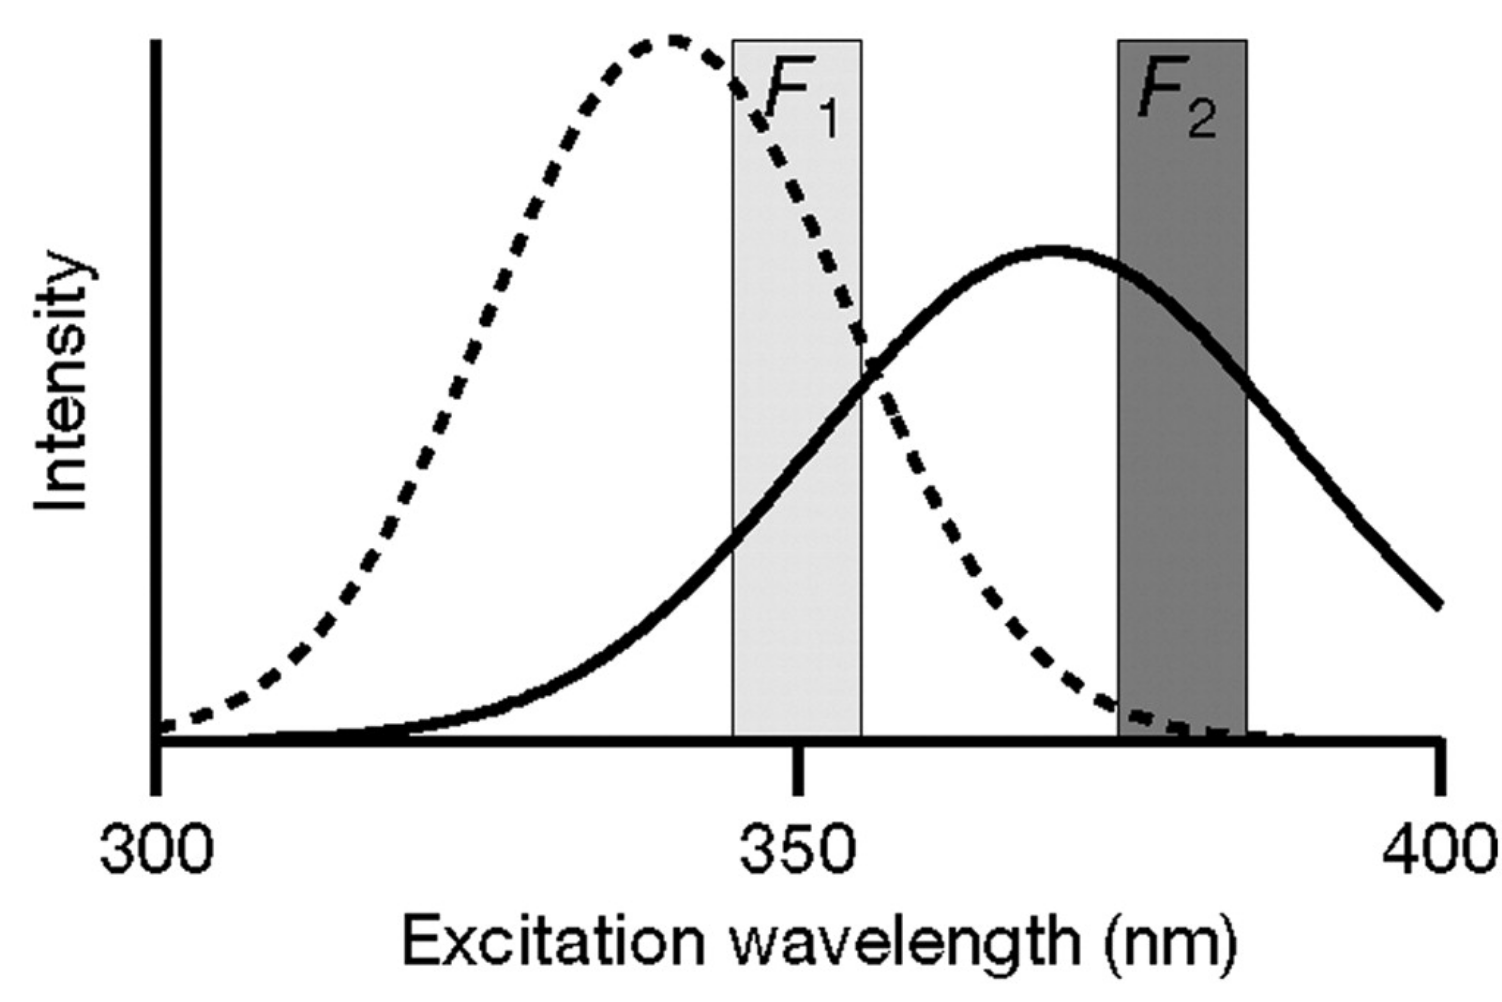 F1
F2
Intensity
300
350
400
Excitation wavelength (nm)